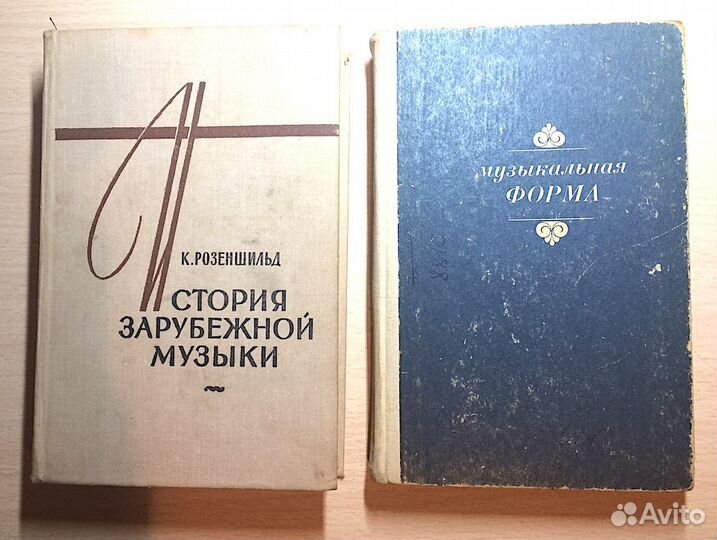 К. РОЗЕНШИЛЬД
ИСТОРИЯ
ЗАРУБЕЖНОЙ
МУЗЫКИ
музыкальная
ФОРМА
Avito